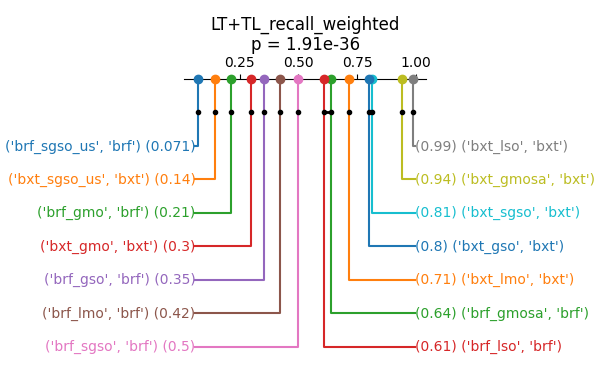 LT+TL_recall_weighted
p = 1.91e-36
0.25 0.50 0.75 1.00
('brf_sgso_us', 'brf') (0.071) (0.99) ('bxt_lso', 'bxt')
('bxt_sgso_us', 'bxt') (0.14) (0.94) ('bxt_gmosa', 'bxt')
('brf_gmo', 'brf') (0.21) (0.81) ('bxt_sgso', 'bxt')
('bxt_gmo', 'bxt') (0.3) (0.8) ('bxt_gso', 'bxt')
('brf_gso', 'brf') (0.35) (0.71) ('bxt_lmo', 'bxt')
('brf_lmo', 'brf') (0.42) (0.64) ('brf_gmosa', 'brf')
('brf_sgso', 'brf') (0.5) (0.61) ('brf_lso', 'brf')